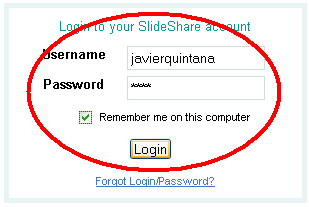 Login to your SlideShare account
Username javierquintana
Password ****
Remember me on this computer
Login
Forgot Login/Password?